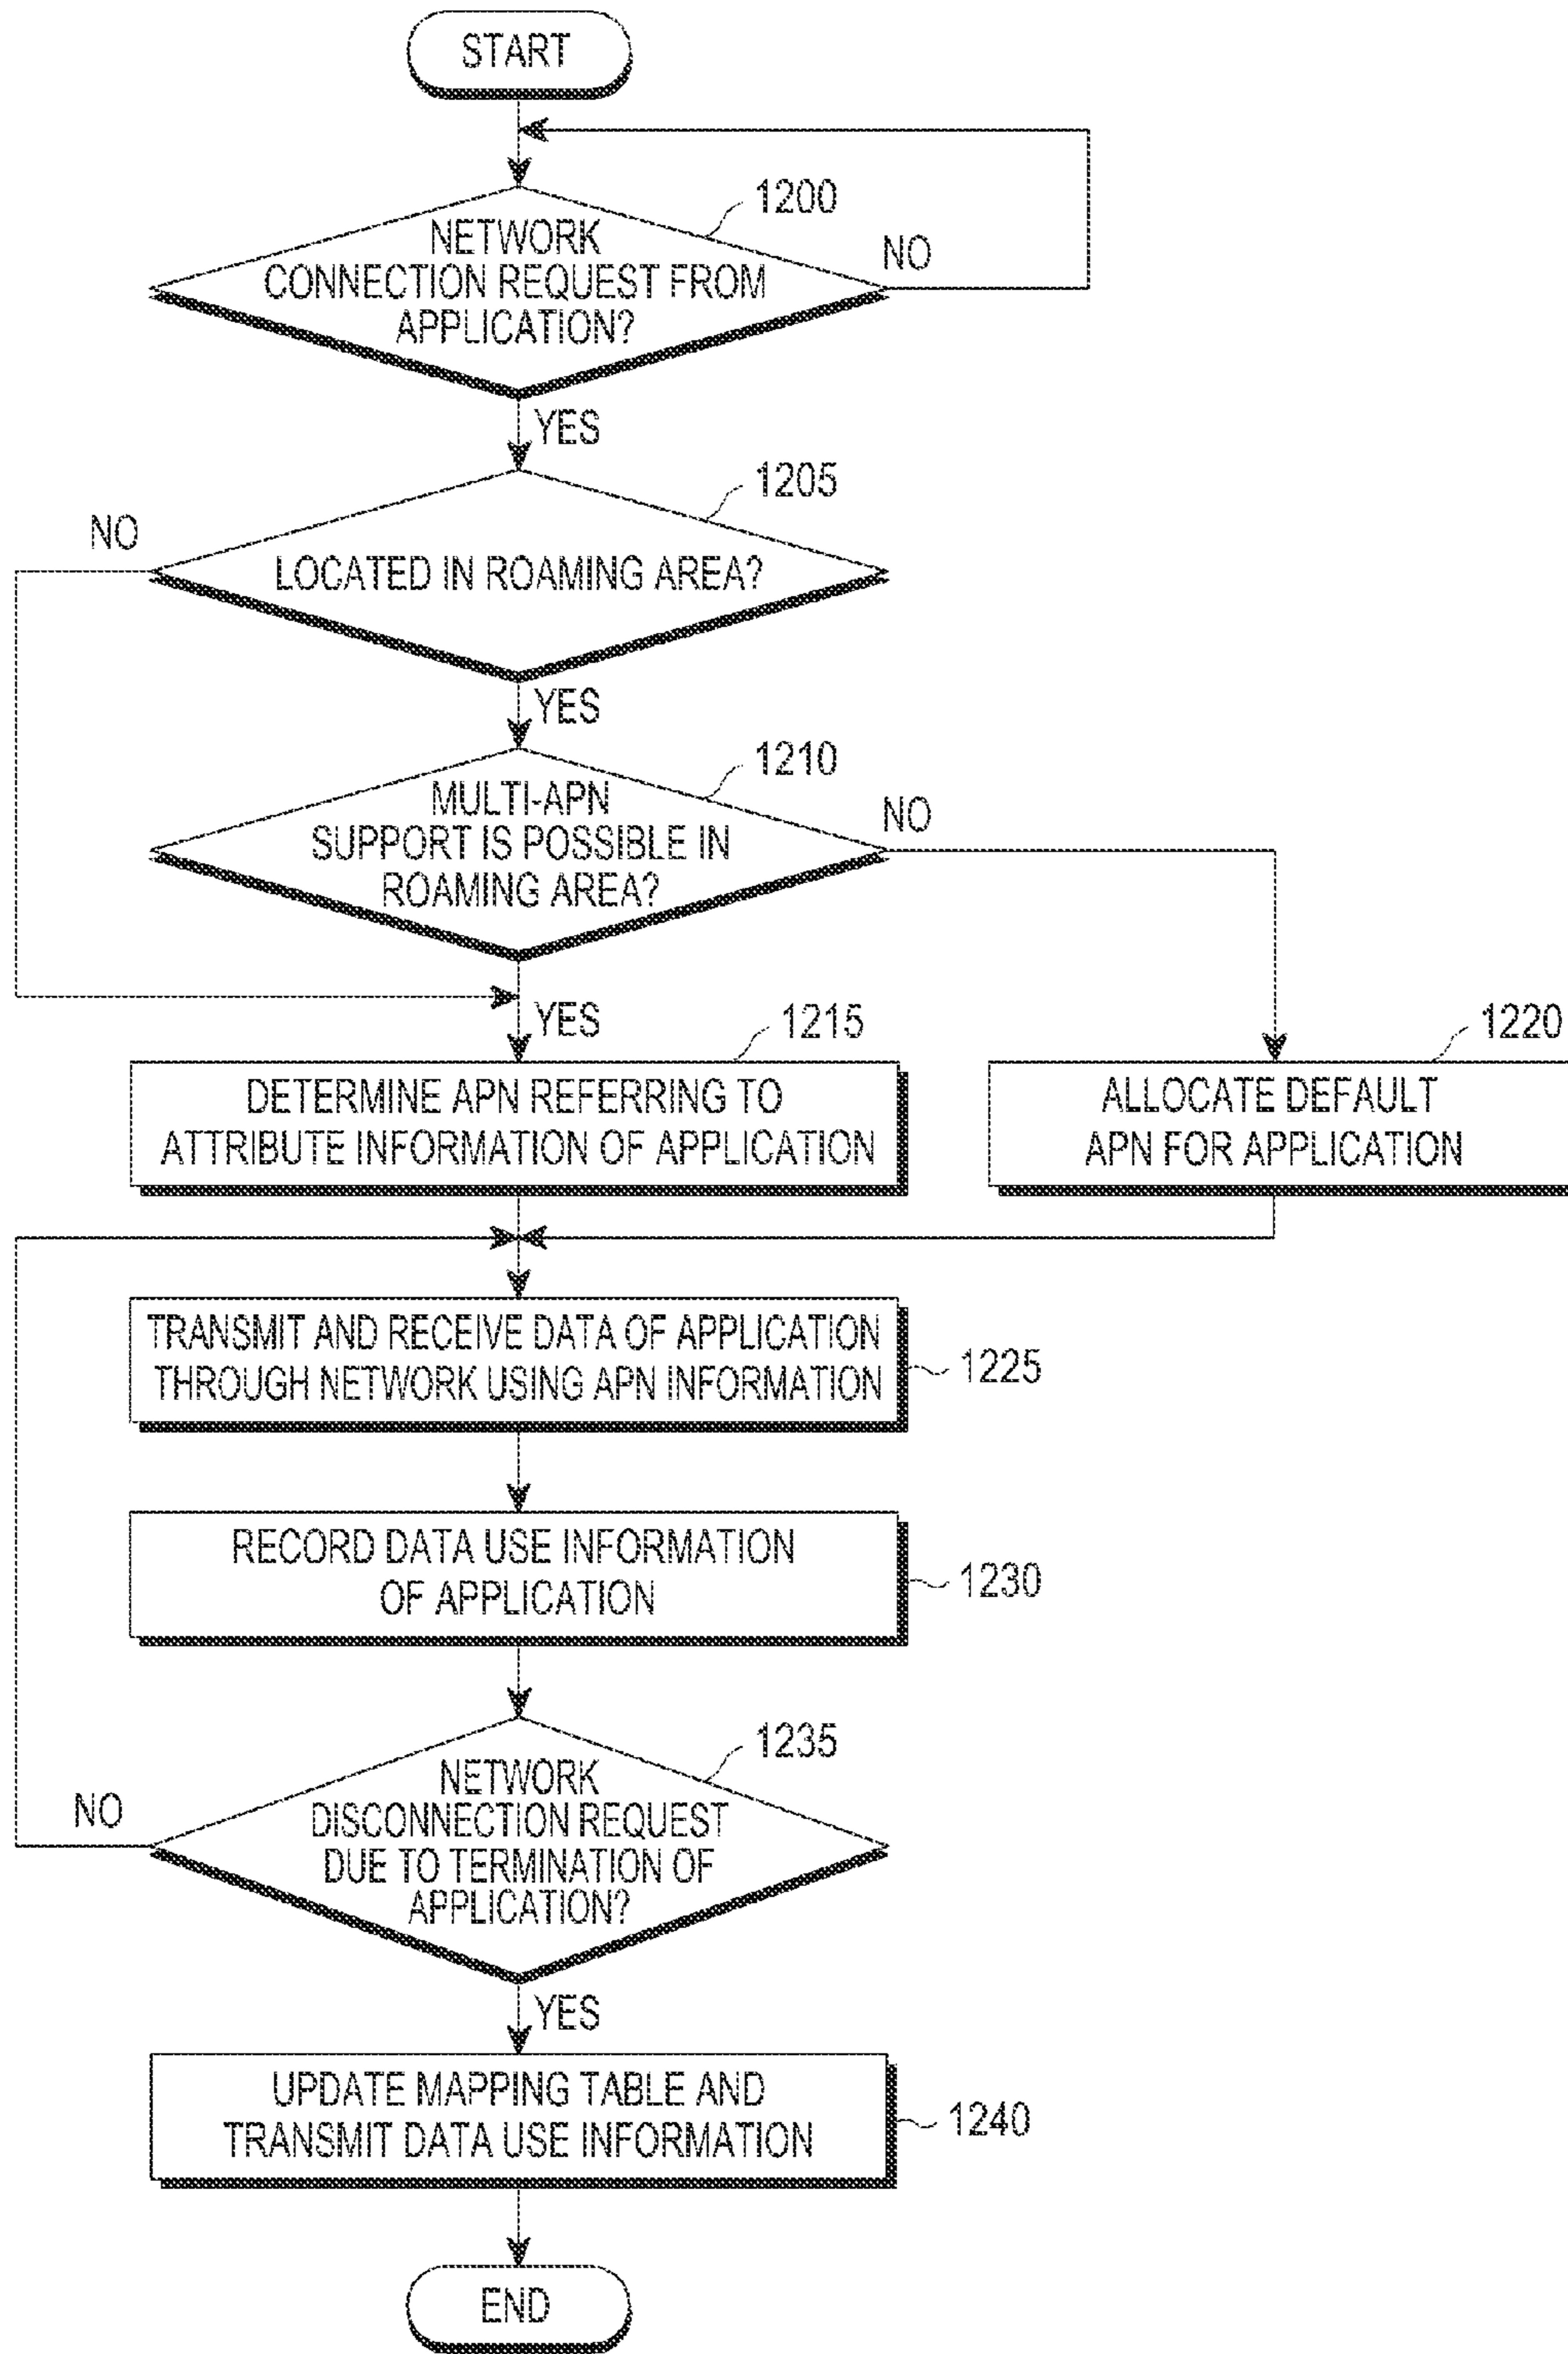 START
1200
NETWORK
CONNECTION REQUEST FROM
APPLICATION?
NO
YES
1205
NO
LOCATED IN ROAMING AREA?
YES
1210
MULTI-APN
SUPPORT IS POSSIBLE IN
ROAMING AREA?
NO
YES
1215
1220
DETERMINE APN REFERRING TO
ATTRIBUTE INFORMATION OF APPLICATION
ALLOCATE DEFAULT
APN FOR APPLICATION
TRANSMIT AND RECEIVE DATA OF APPLICATION
THROUGH NETWORK USING APN INFORMATION
1225
RECORD DATA USE INFORMATION
OF APPLICATION
1230
1235
NETWORK
DISCONNECTION REQUEST
DUE TO TERMINATION OF
APPLICATION?
NO
YES
UPDATE MAPPING TABLE AND
TRANSMIT DATA USE INFORMATION
1240
END